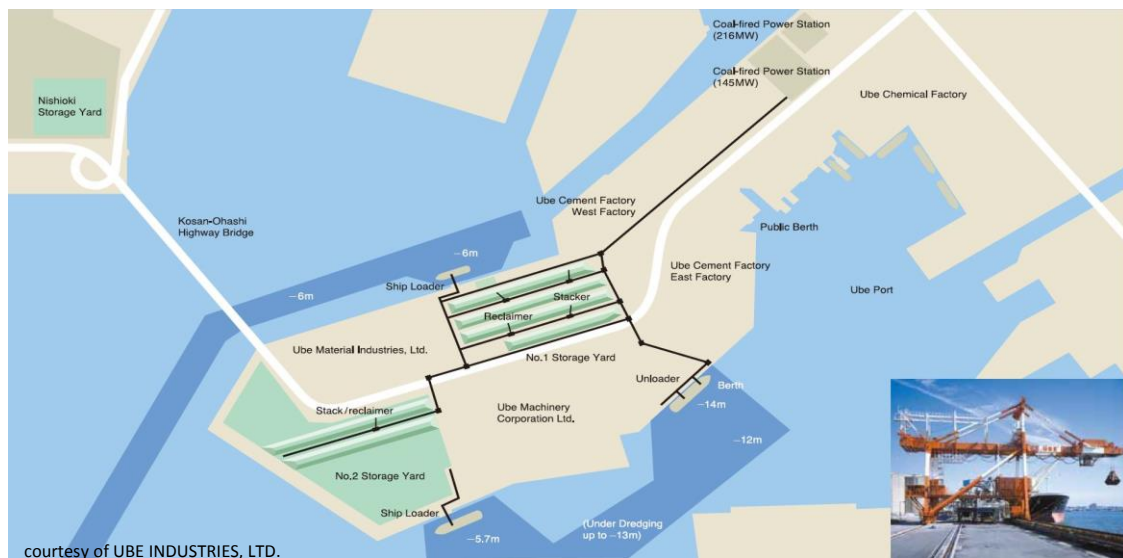 Coal-fired Power Station
(216MW)
Coal-fired Power Station
(145MW)
Ube Chemical Factory
Nishioki
Storage Yard
Ube Cement Factory
West Factory
Kosan-Ohashi
Highway Bridge
Public Berth
−6m
Ube Cement Factory
East Factory
Ship Loader
−6m
Stacker
Ube Port
Reclaimer
Ube Material Industries, Ltd.
No.1 Storage Yard
Unloader
Berth
Stack/reclaimer
Ube Machinery
Corporation Ltd.
−14m
−12m
No.2 Storage Yard
Ship Loader
(Under Dredging
up to −13m)
−5.7m
courtesy of UBE INDUSTRIES, LTD.